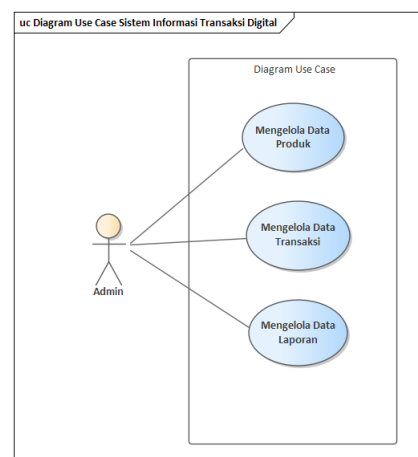 uc Diagram Use Case Sistem Informasi Transaksi Digital
Diagram Use Case
Mengelola Data
Produk
Mengelola Data
Transaksi
Admin
Mengelola Data
Laporan